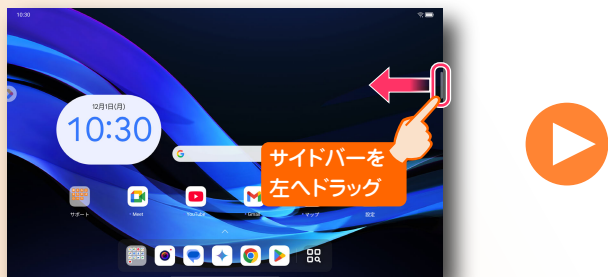 10:30
12月1日(月)
10:30
サイドバーを
左へドラッグ
サポート
Meet
YouTube
Gmail
マップ
設定